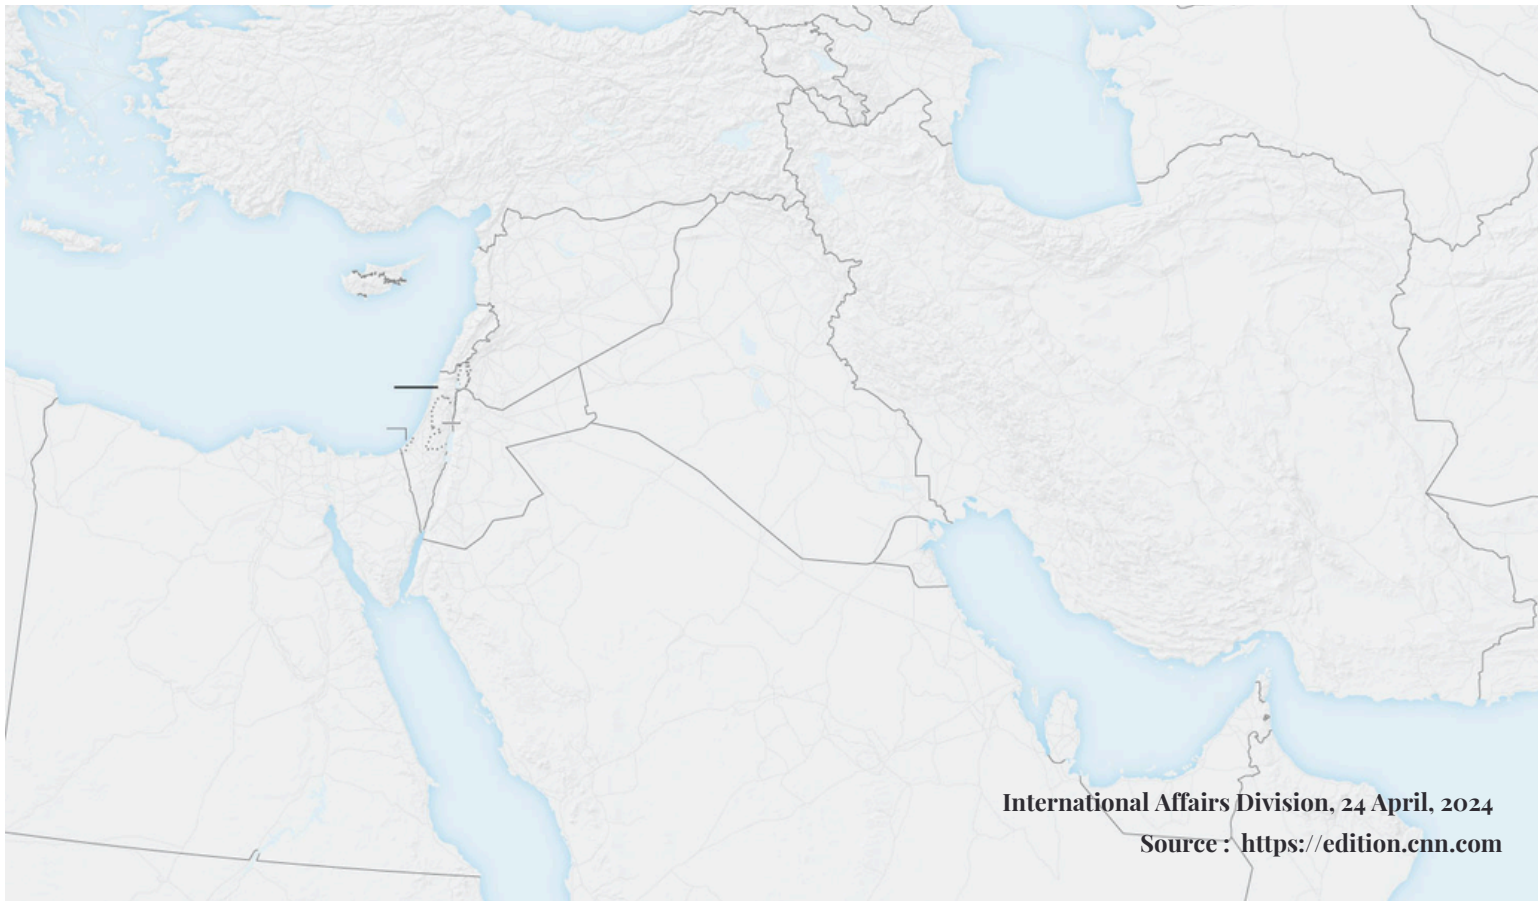 International Affairs Division, 24 April, 2024
Source : https://edition.cnn.com